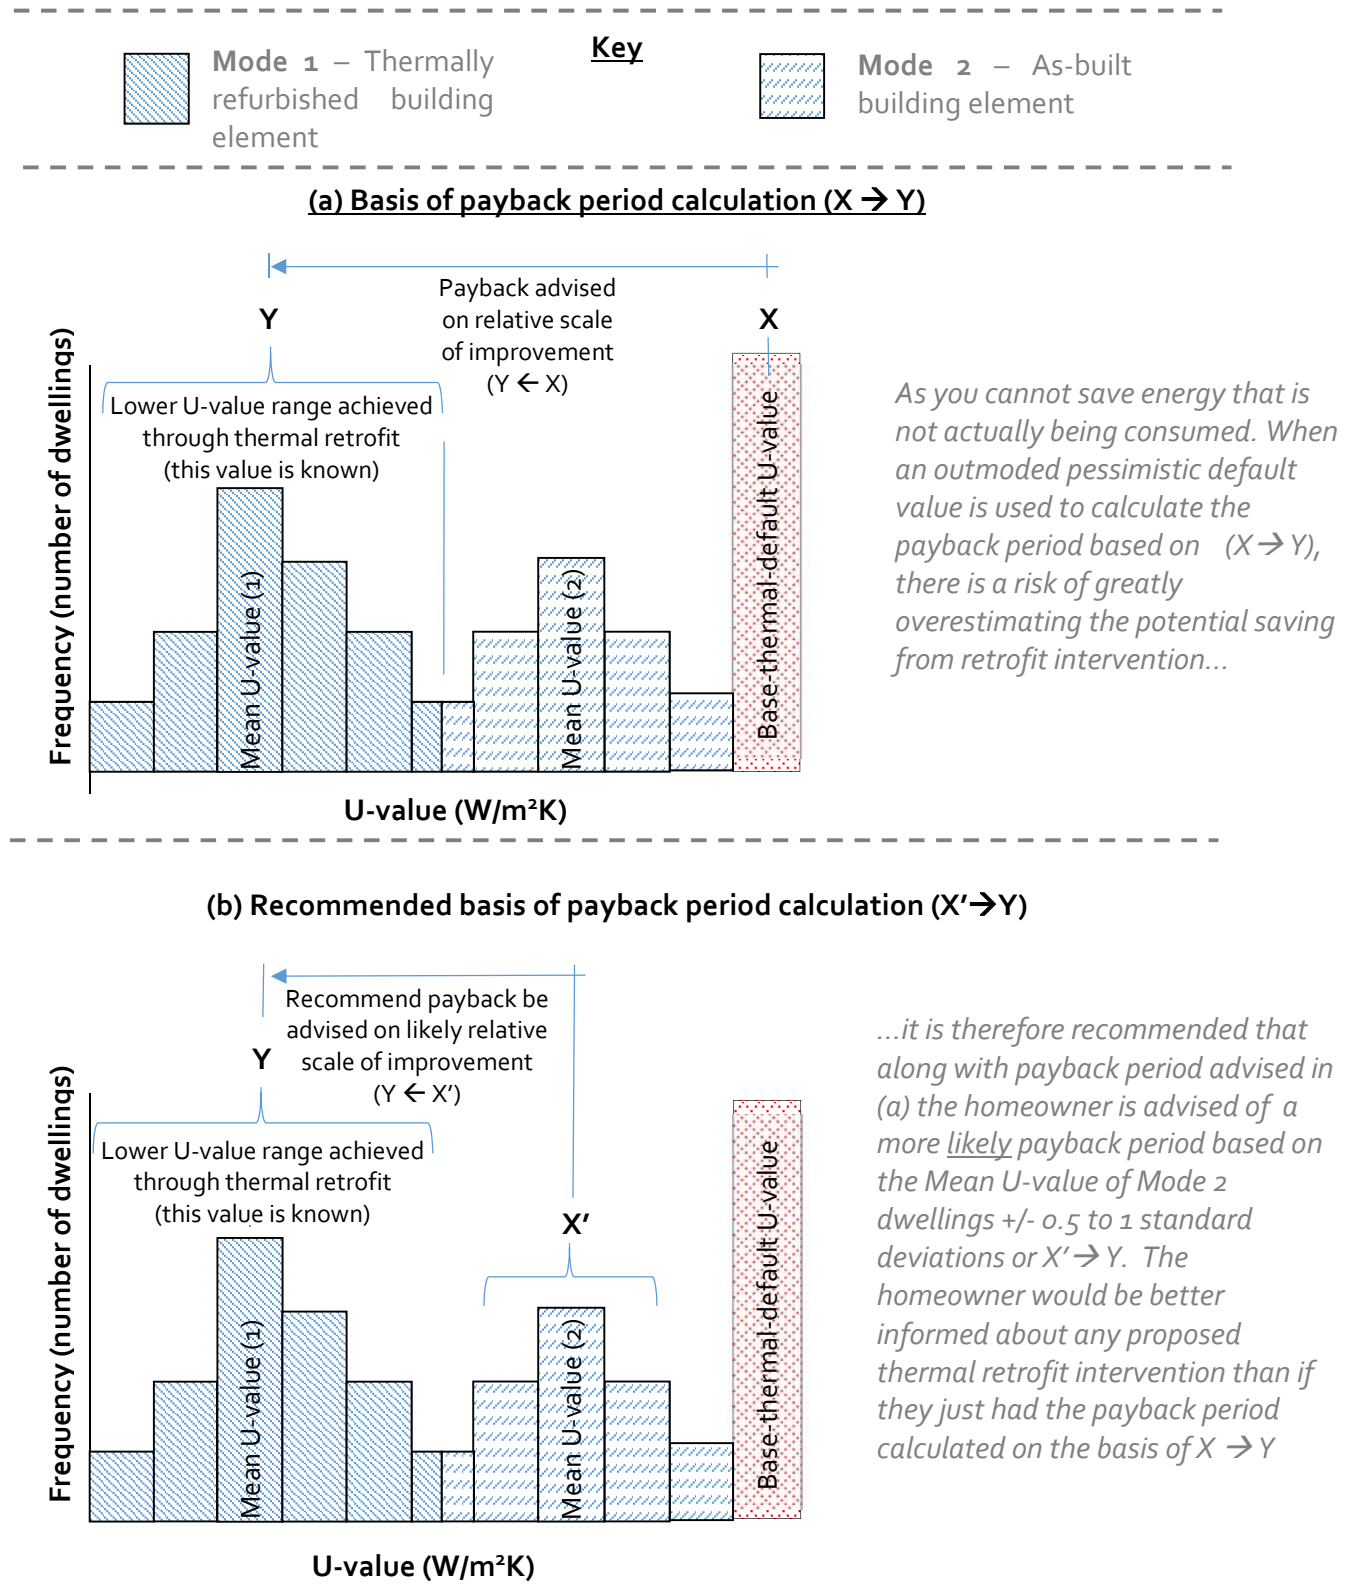 Key
Mode 1 – Thermally
refurbished building
element
Mode 2 – As-built
building element
(a) Basis of payback period calculation (X → Y)
Payback advised
on relative scale
of improvement
(Y ← X)
Y
X
Lower U-value range achieved
through thermal retrofit
(this value is known)
Frequency (number of dwellings)
Mean U-value (1)
Mean U-value (2)
Base-thermal-default U-value
U-value (W/m²K)
As you cannot save energy that is
not actually being consumed. When
an outmoded pessimistic default
value is used to calculate the
payback period based on (X → Y),
there is a risk of greatly
overestimating the potential saving
from retrofit intervention...
(b) Recommended basis of payback period calculation (X’→Y)
Recommend payback be
advised on likely relative
scale of improvement
(Y ← X’)
Y
Lower U-value range achieved
through thermal retrofit
(this value is known)
X’
Frequency (number of dwellings)
Mean U-value (1)
Mean U-value (2)
Base-thermal-default U-value
U-value (W/m²K)
...it is therefore recommended that
along with payback period advised in
(a) the homeowner is advised of a
more likely payback period based on
the Mean U-value of Mode 2
dwellings +/- 0.5 to 1 standard
deviations or X’ → Y. The
homeowner would be better
informed about any proposed
thermal retrofit intervention than if
they just had the payback period
calculated on the basis of X → Y